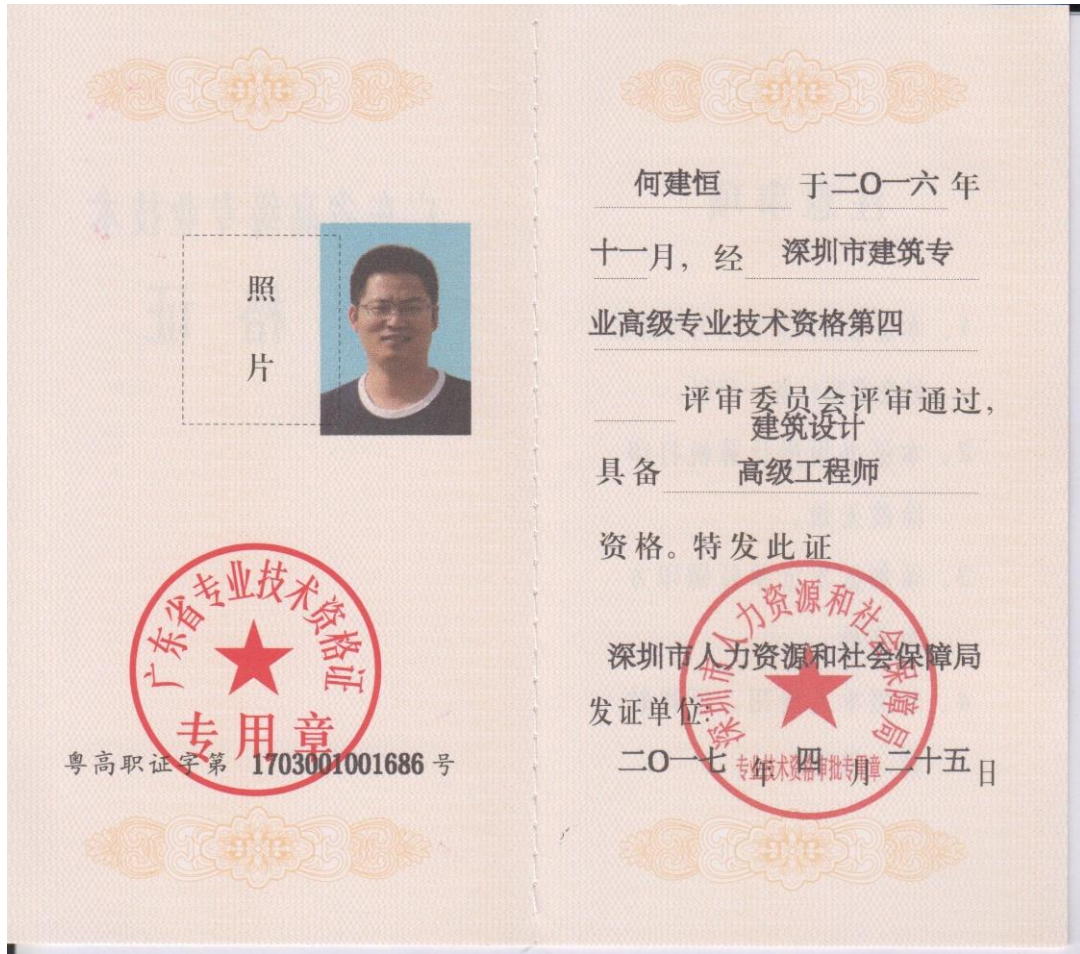 照
片
广东省专业技术资格证
专用章
粤高职证字第 1703001001686 号
何建恒 于二O一六年
十一月，经 深圳市建筑专
业高级专业技术资格第四
评审委员会评审通过，
建筑设计
具备 高级工程师
资格。特发此证
深圳市人力资源和社会保障局
深圳市人力资源和社会保障局
发证单位：
专业技术资格审批专用章
二O一七 年 四 月 二十五 日